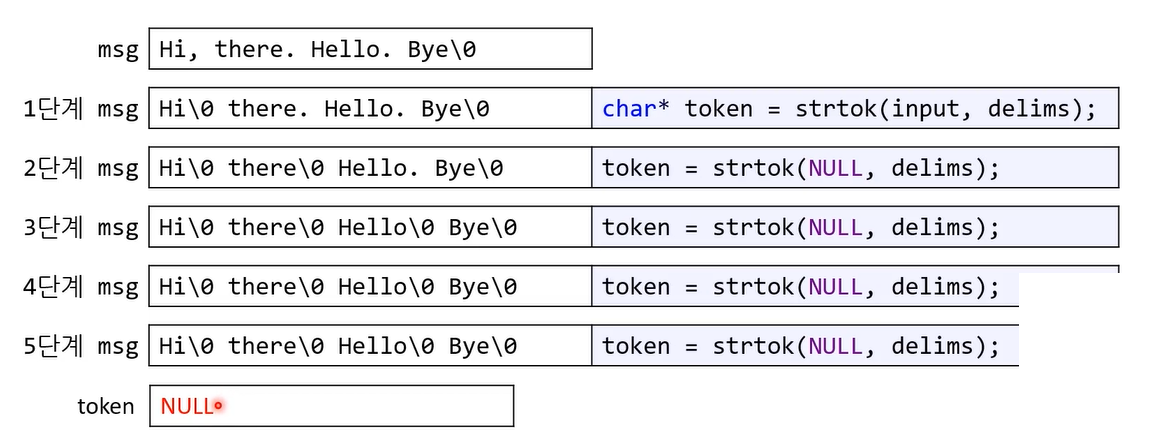 msg Hi, there. Hello. Bye\0
1단계 msg Hi\0 there. Hello. Bye\0 char* token = strtok(input, delims);
2단계 msg Hi\0 there\0 Hello. Bye\0 token = strtok(NULL, delims);
3단계 msg Hi\0 there\0 Hello\0 Bye\0 token = strtok(NULL, delims);
4단계 msg Hi\0 there\0 Hello\0 Bye\0 token = strtok(NULL, delims);
5단계 msg Hi\0 there\0 Hello\0 Bye\0 token = strtok(NULL, delims);
token NULL